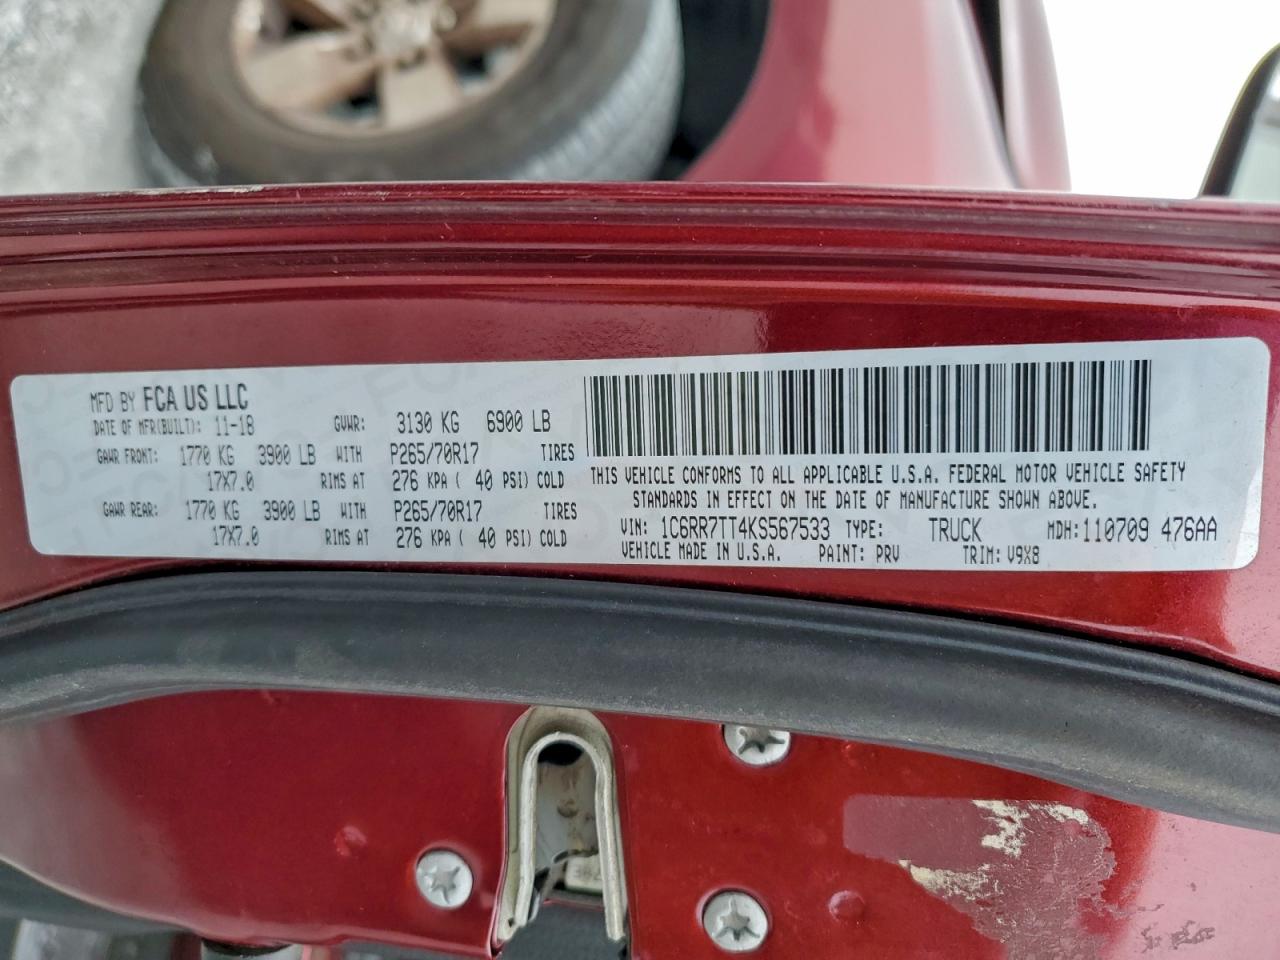 MFD BY FCA US LLC
DATE OF MFR(BUILT): 11-18 GVWR: 3130 KG 6900 LB
GAWR FRONT: 1770 KG 3900 LB WITH P265/70R17 TIRES
17X7.0 RIMS AT 276 KPA ( 40 PSI) COLD
GAWR REAR: 1770 KG 3900 LB WITH P265/70R17 TIRES
17X7.0 RIMS AT 276 KPA ( 40 PSI) COLD
THIS VEHICLE CONFORMS TO ALL APPLICABLE U.S.A. FEDERAL MOTOR VEHICLE SAFETY
STANDARDS IN EFFECT ON THE DATE OF MANUFACTURE SHOWN ABOVE.
VIN: 1C6RR7TT4KS567533 TYPE: TRUCK MDH:110709 476AA
VEHICLE MADE IN U.S.A. PAINT: PRV TRIM: V9X8